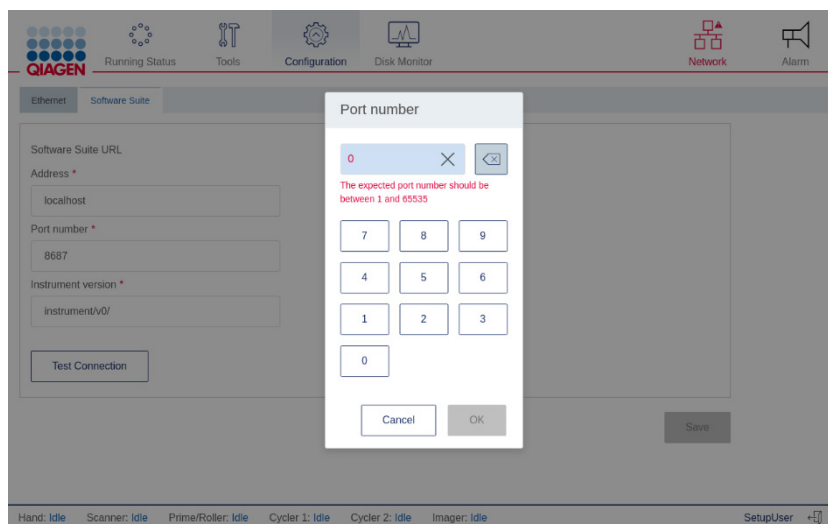 QIAGEN
Running Status
Tools
Configuration
Disk Monitor
Network
Alarm
Ethernet
Software Suite
Software Suite URL
Address *
localhost
Port number *
8687
Instrument version *
instrument/v0/
Test Connection
Port number
0
The expected port number should be
between 1 and 65535
7 8 9
4 5 6
1 2 3
0
Cancel OK
Save
Hand: Idle Scanner: Idle Prime/Roller: Idle Cycler 1: Idle Cycler 2: Idle Imager: Idle SetupUser